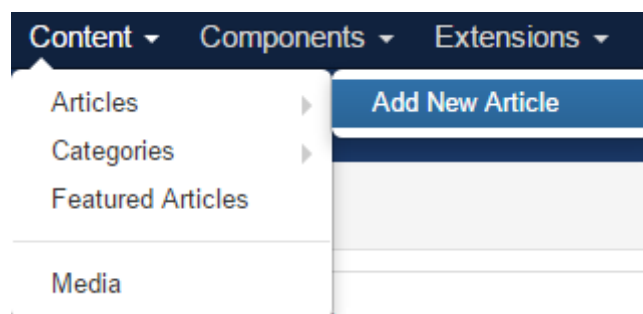 Content Components Extensions
Articles Add New Article
Categories
Featured Articles
Media